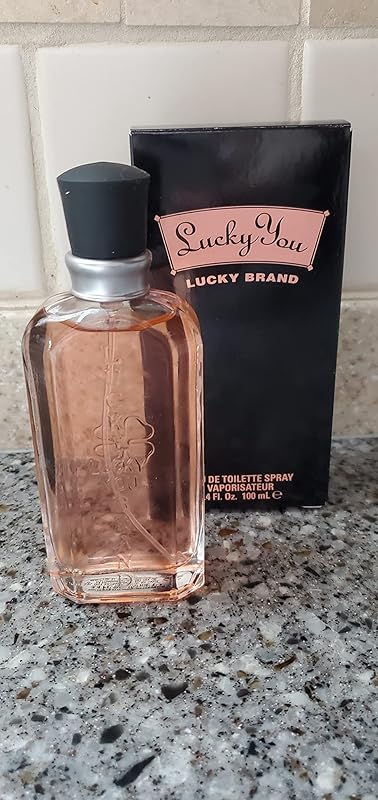 Lucky You
LUCKY BRAND
DE TOILETTE SPRAY
VAPORISATEUR
4 Fl. Oz. 100 mL ℮